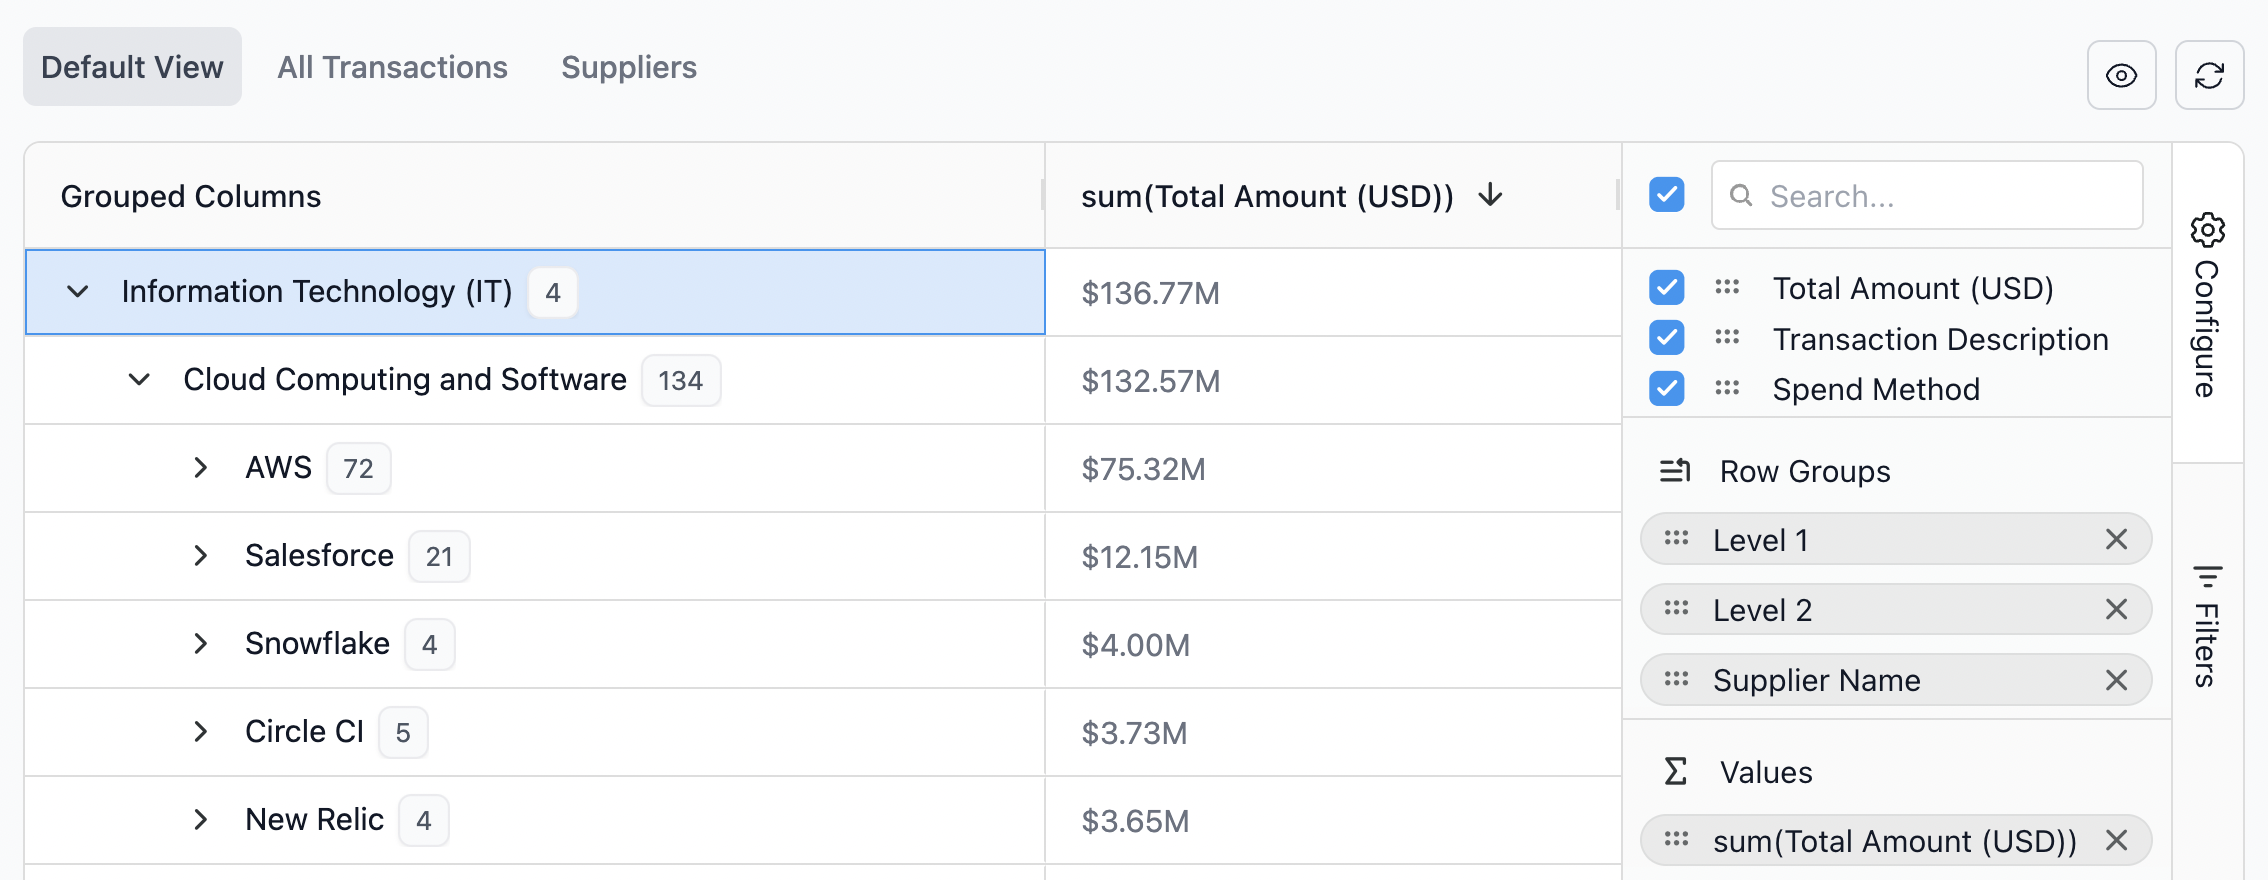 Default View All Transactions Suppliers
Grouped Columns
sum(Total Amount (USD))
Information Technology (IT) 4 $136.77M
Cloud Computing and Software 134 $132.57M
AWS 72 $75.32M
Salesforce 21 $12.15M
Snowflake 4 $4.00M
Circle CI 5 $3.73M
New Relic 4 $3.65M
Search...
Total Amount (USD)
Transaction Description
Spend Method
Row Groups
Level 1
Level 2
Supplier Name
Values
sum(Total Amount (USD))
Configure
Filters